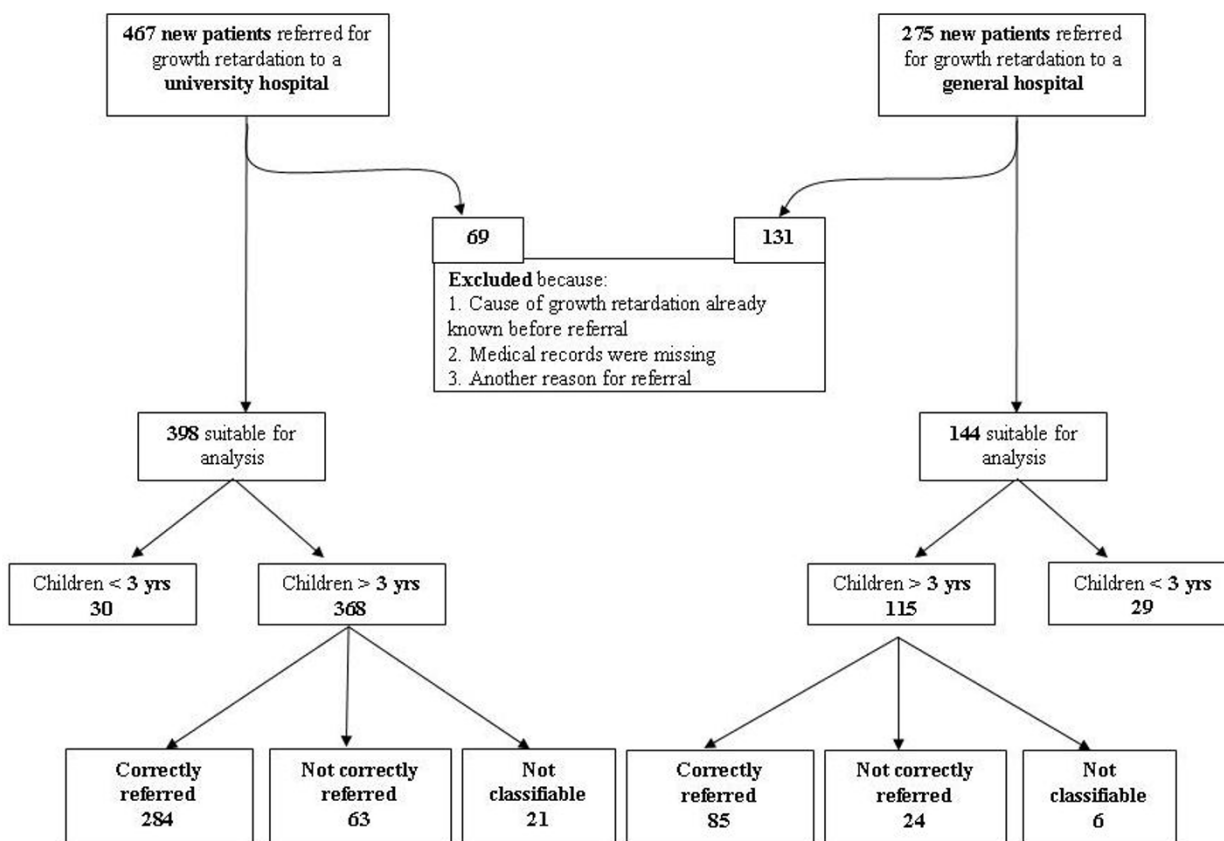 467 new patients referred for
growth retardation to a
university hospital
275 new patients referred
for growth retardation to a
general hospital
69
131
Excluded because:
1. Cause of growth retardation already
known before referral
2. Medical records were missing
3. Another reason for referral
398 suitable for
analysis
144 suitable for
analysis
Children < 3 yrs
30
Children > 3 yrs
368
Children > 3 yrs
115
Children < 3 yrs
29
Correctly
referred
284
Not correctly
referred
63
Not
classifiable
21
Correctly
referred
85
Not correctly
referred
24
Not
classifiable
6